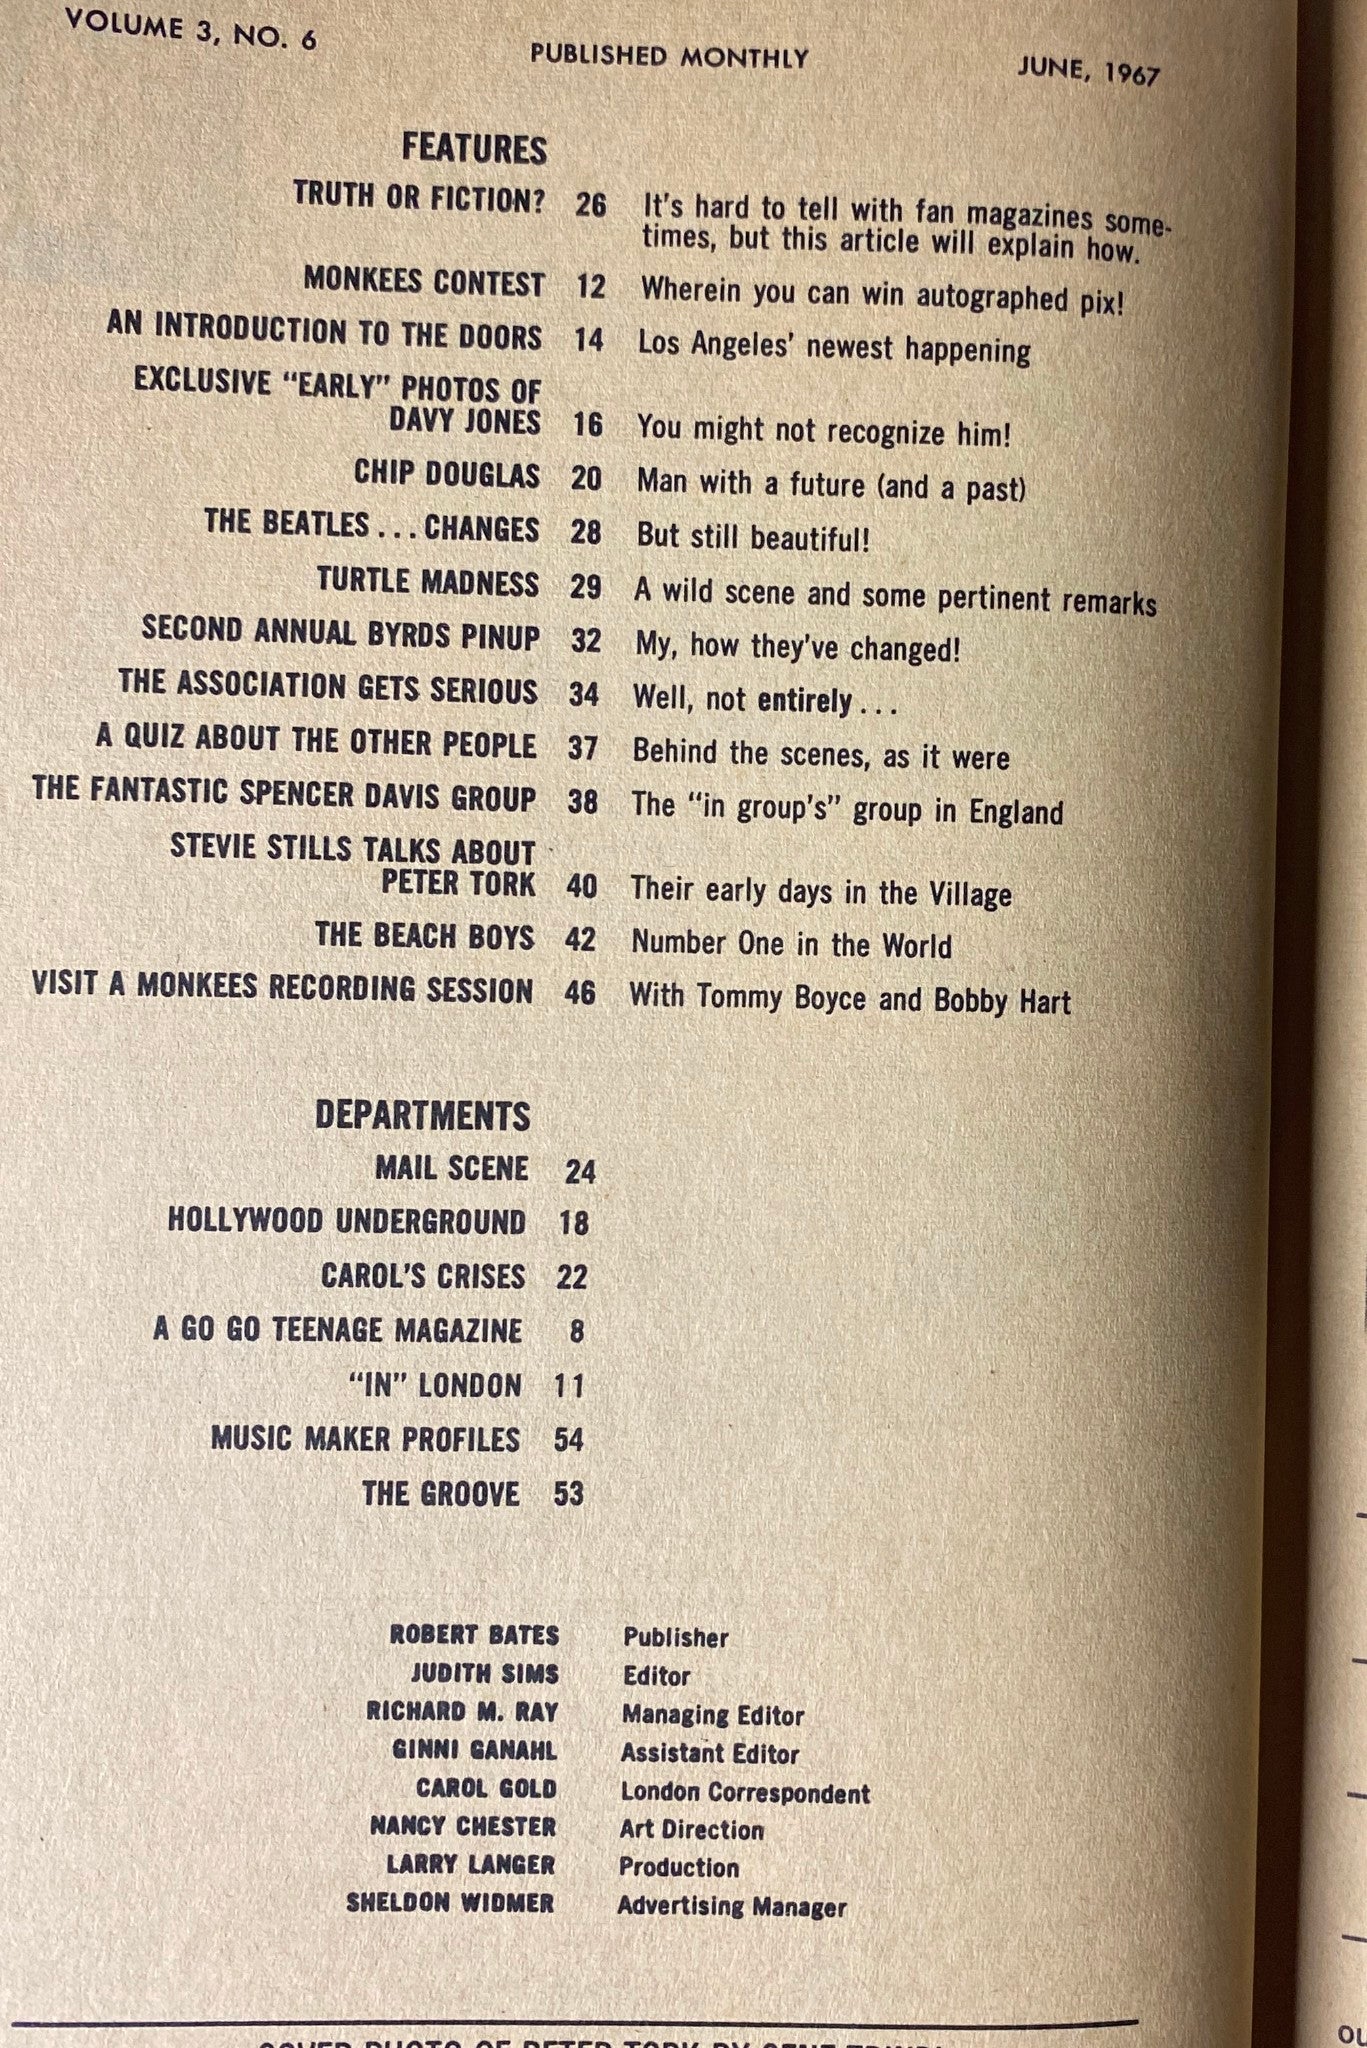 VOLUME 3, NO. 6 PUBLISHED MONTHLY JUNE, 1967
FEATURES
TRUTH OR FICTION? 26 It's hard to tell with fan magazines some-
times, but this article will explain how.
MONKEES CONTEST 12 Wherein you can win autographed pix!
AN INTRODUCTION TO THE DOORS 14 Los Angeles' newest happening
EXCLUSIVE "EARLY" PHOTOS OF
DAVY JONES 16 You might not recognize him!
CHIP DOUGLAS 20 Man with a future (and a past)
THE BEATLES...CHANGES 28 But still beautiful!
TURTLE MADNESS 29 A wild scene and some pertinent remarks
SECOND ANNUAL BYRDS PINUP 32 My, how they've changed!
THE ASSOCIATION GETS SERIOUS 34 Well, not entirely...
A QUIZ ABOUT THE OTHER PEOPLE 37 Behind the scenes, as it were
THE FANTASTIC SPENCER DAVIS GROUP 38 The "in group's" group in England
STEVIE STILLS TALKS ABOUT
PETER TORK 40 Their early days in the Village
THE BEACH BOYS 42 Number One in the World
VISIT A MONKEES RECORDING SESSION 46 With Tommy Boyce and Bobby Hart
DEPARTMENTS
MAIL SCENE 24
HOLLYWOOD UNDERGROUND 18
CAROL'S CRISES 22
A GO GO TEENAGE MAGAZINE 8
"IN" LONDON 11
MUSIC MAKER PROFILES 54
THE GROOVE 53
ROBERT BATES Publisher
JUDITH SIMS Editor
RICHARD M. RAY Managing Editor
GINNI GANAHL Assistant Editor
CAROL GOLD London Correspondent
NANCY CHESTER Art Direction
LARRY LANGER Production
SHELDON WIDMER Advertising Manager
COVER PHOTO OF PETER TORK BY